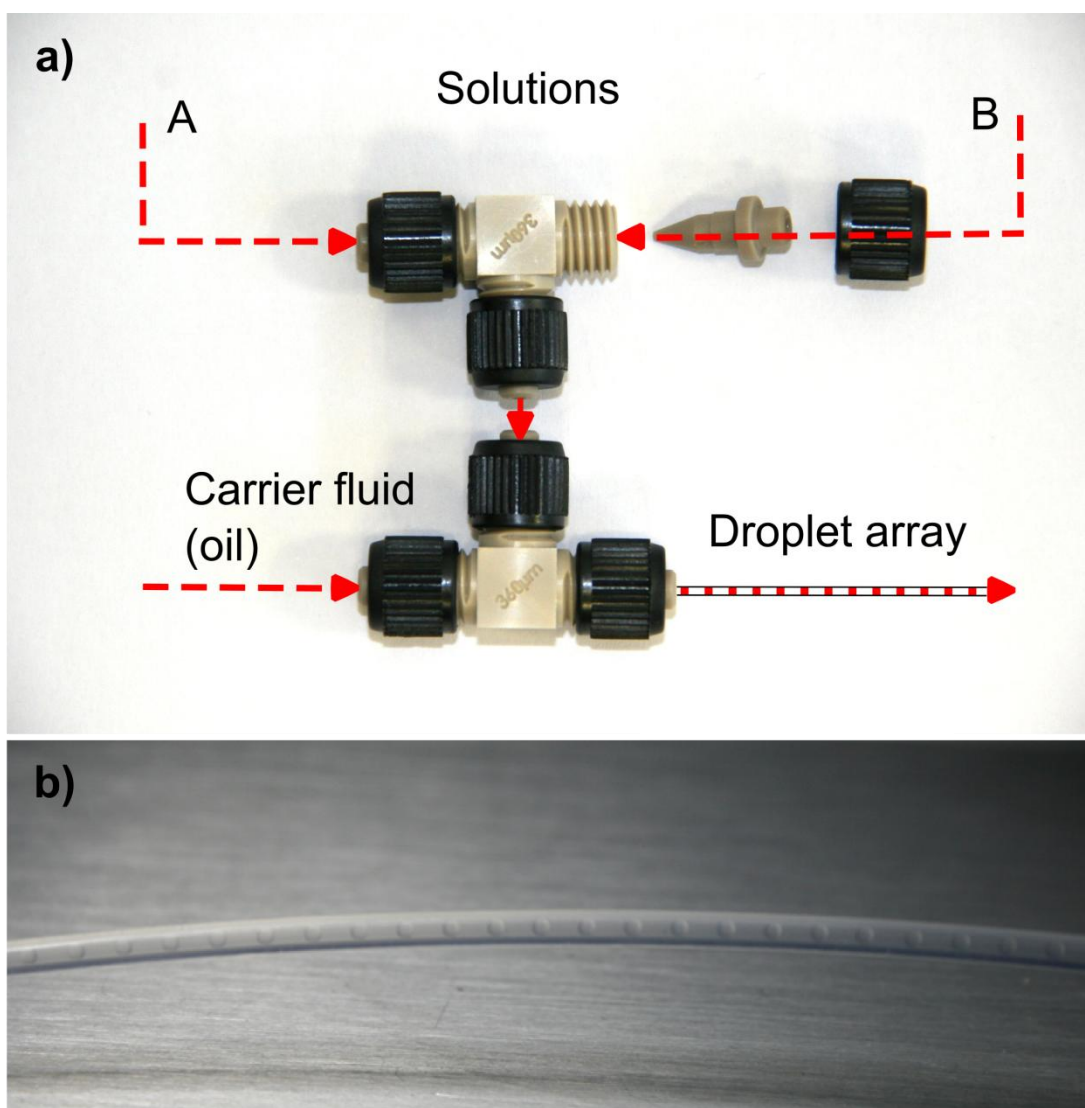 a)
Solutions
A
B
360µm
Carrier fluid
(oil)
Droplet array
360µm
b)